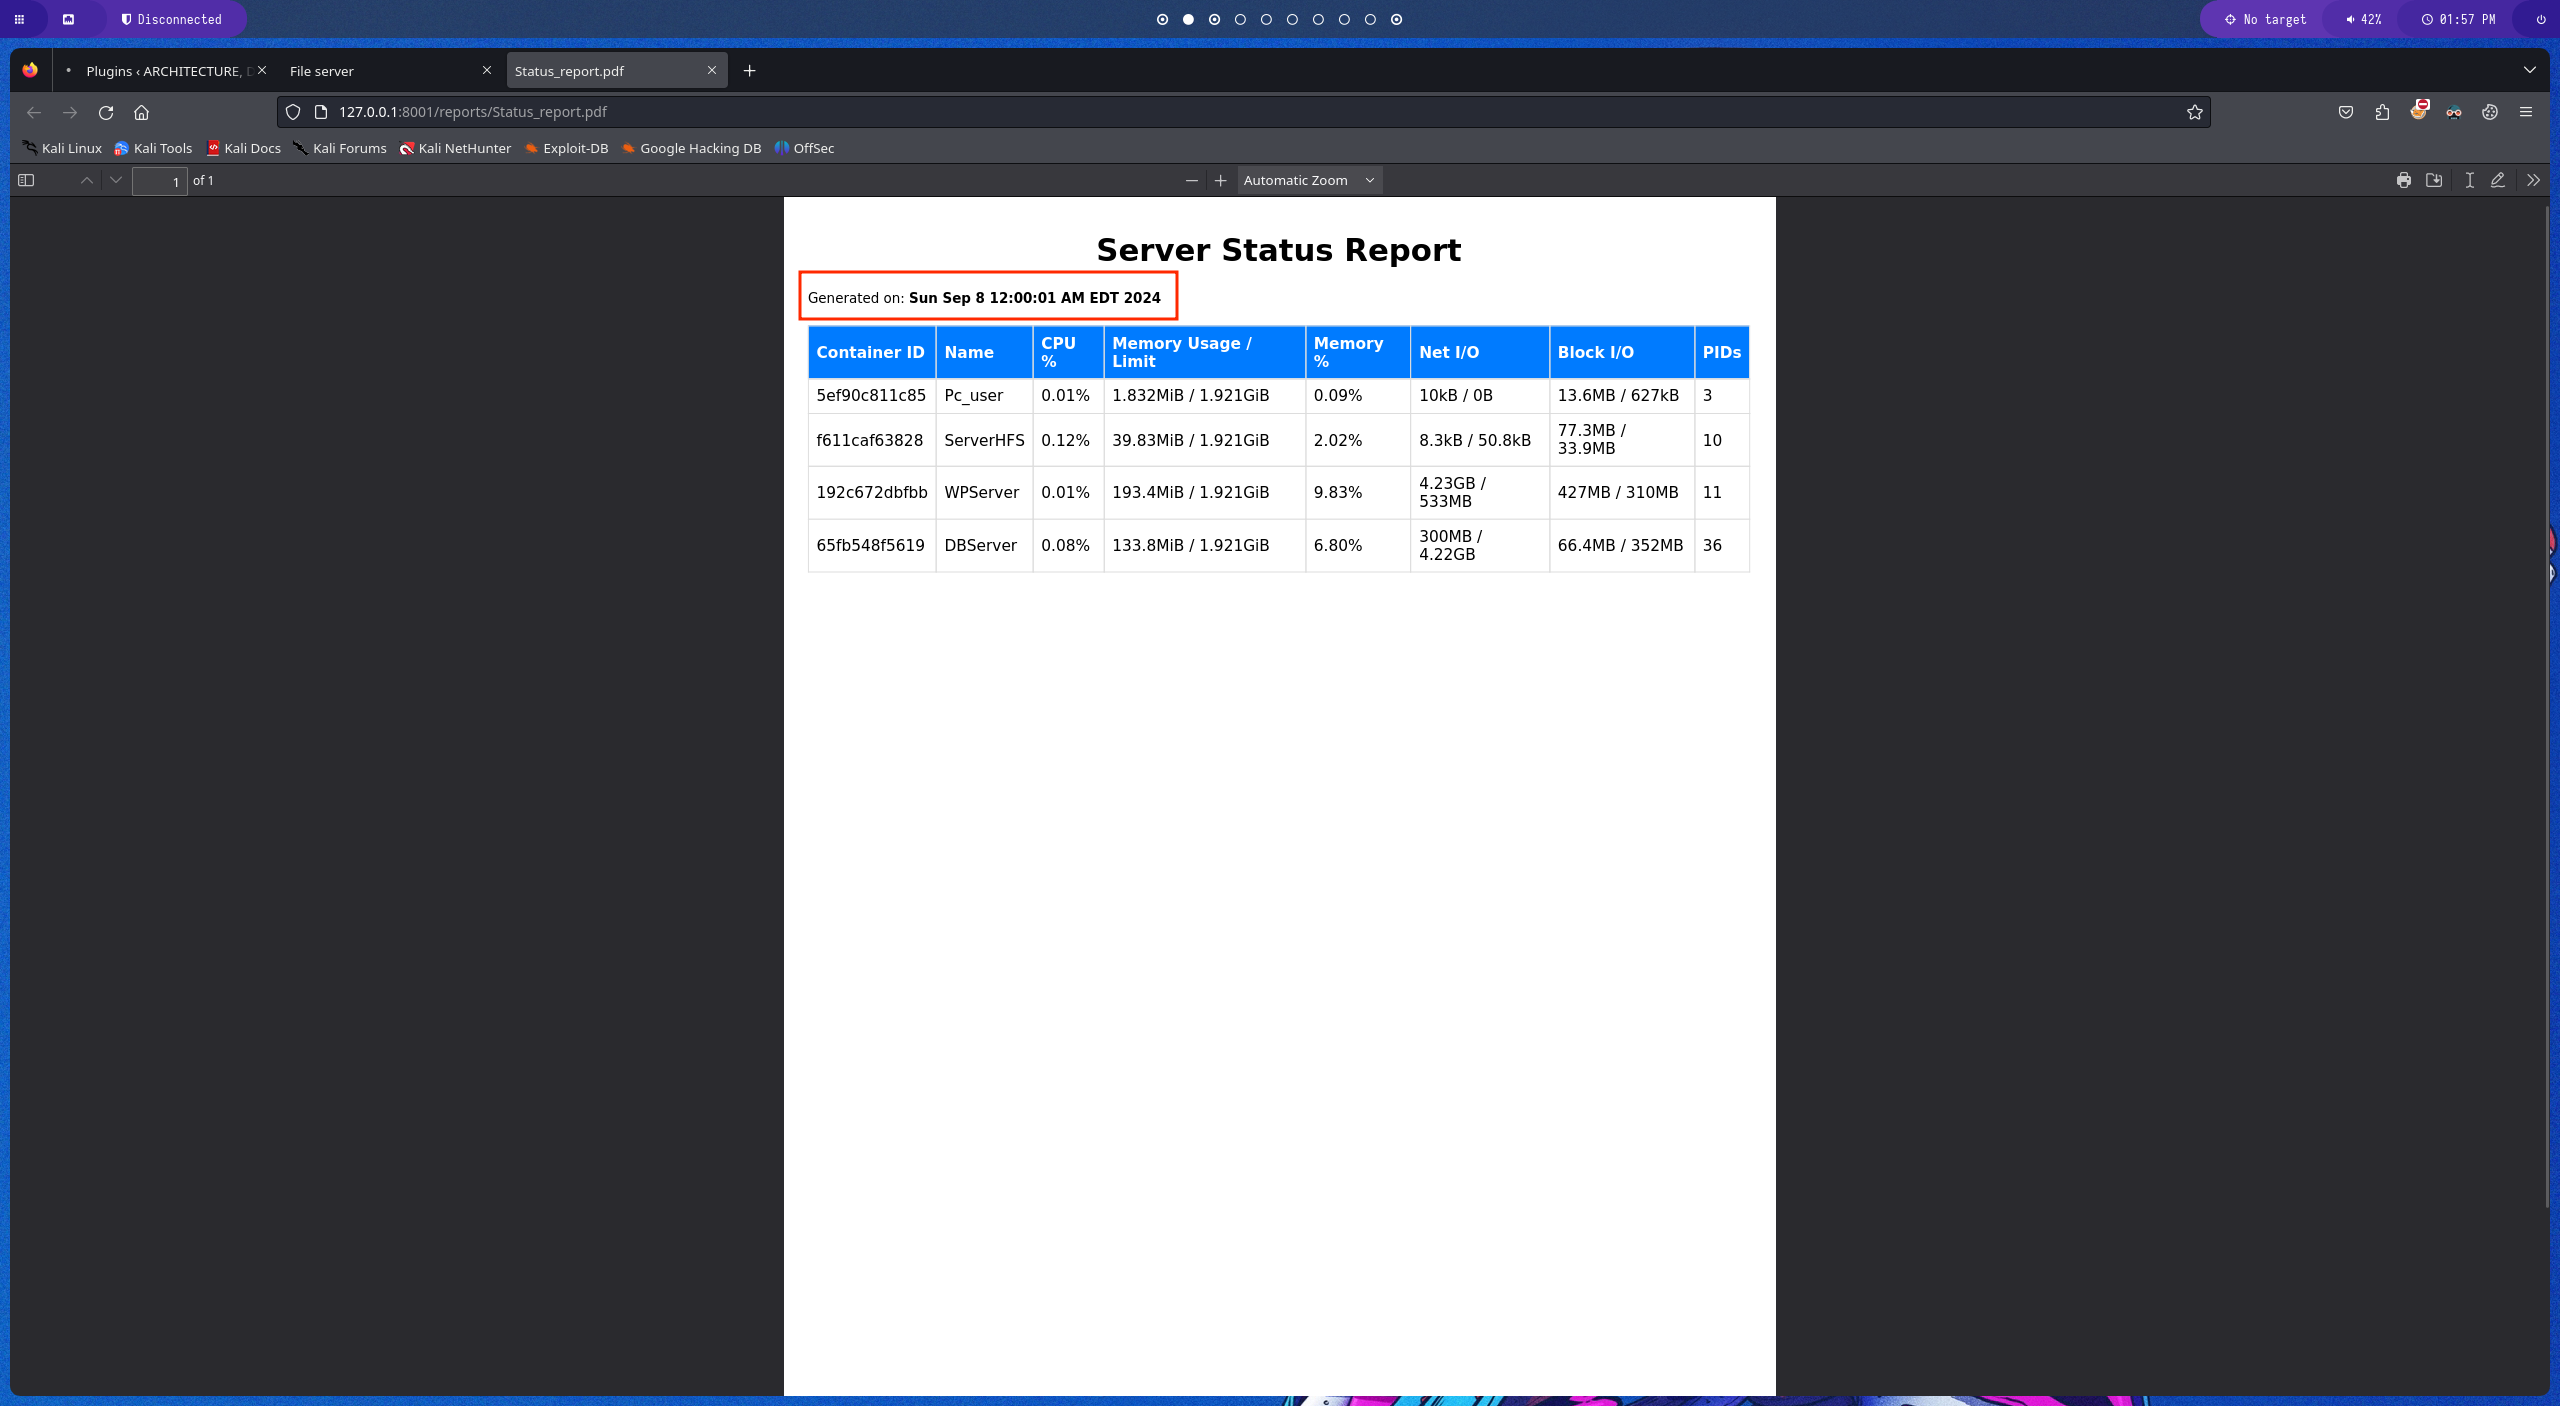 Disconnected
No target
42%
01:57 PM
Plugins ‹ ARCHITECTURE, D
File server
Status_report.pdf
127.0.0.1:8001/reports/Status_report.pdf
Kali Linux
Kali Tools
Kali Docs
Kali Forums
Kali NetHunter
Exploit-DB
Google Hacking DB
OffSec
1 of 1
Automatic Zoom
Server Status Report
Generated on: Sun Sep 8 12:00:01 AM EDT 2024
Container ID
Name
CPU
%
Memory Usage /
Limit
Memory
%
Net I/O
Block I/O
PIDs
5ef90c811c85
Pc_user
0.01%
1.832MiB / 1.921GiB
0.09%
10kB / 0B
13.6MB / 627kB
3
f611caf63828
ServerHFS
0.12%
39.83MiB / 1.921GiB
2.02%
8.3kB / 50.8kB
77.3MB /
33.9MB
10
192c672dbfbb
WPServer
0.01%
193.4MiB / 1.921GiB
9.83%
4.23GB /
533MB
427MB / 310MB
11
65fb548f5619
DBServer
0.08%
133.8MiB / 1.921GiB
6.80%
300MB /
4.22GB
66.4MB / 352MB
36